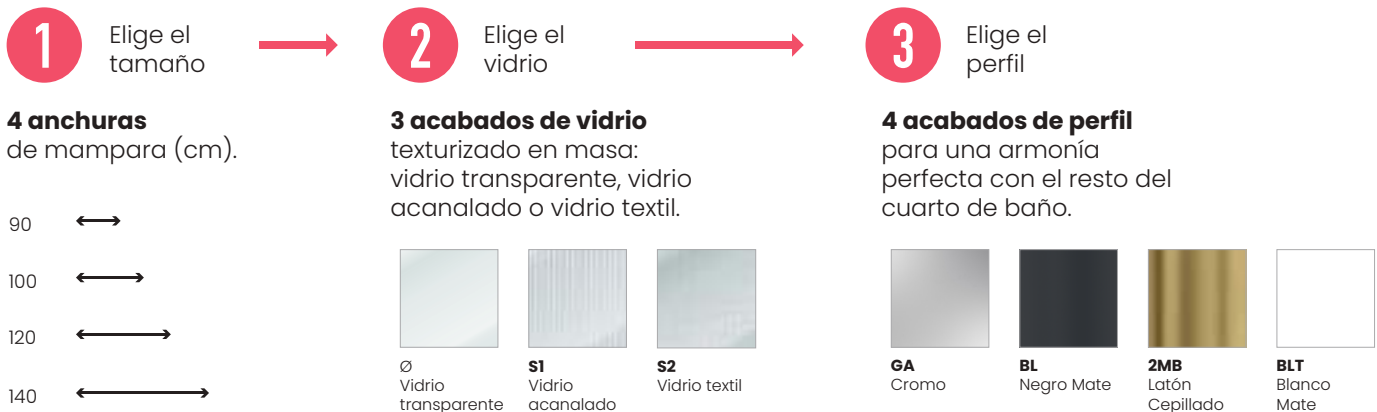 1
Elige el
tamaño
4 anchuras
de mampara (cm).
90
100
120
140
2
Elige el
vidrio
3 acabados de vidrio
texturizado en masa:
vidrio transparente, vidrio
acanalado o vidrio textil.
Ø
Vidrio
transparente
S1
Vidrio
acanalado
S2
Vidrio textil
3
Elige el
perfil
4 acabados de perfil
para una armonía
perfecta con el resto del
cuarto de baño.
GA
Cromo
BL
Negro Mate
2MB
Latón
Cepillado
BLT
Blanco
Mate